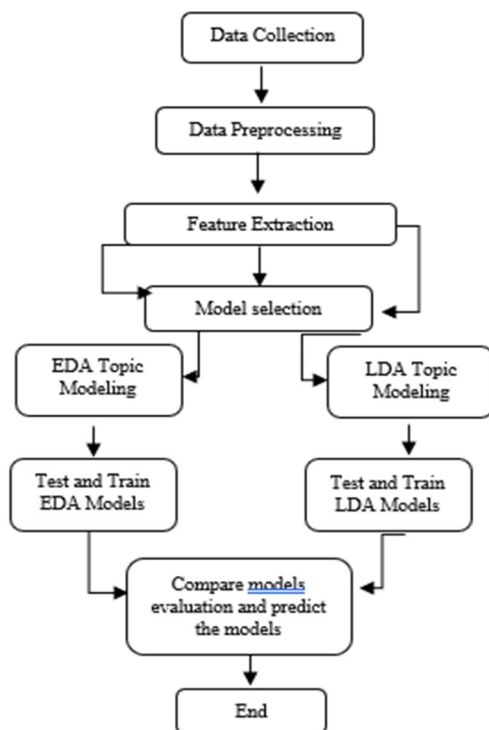 Data Collection
Data Preprocessing
Feature Extraction
Model selection
EDA Topic
Modeling
LDA Topic
Modeling
Test and Train
EDA Models
Test and Train
LDA Models
Compare models
evaluation and predict
the models
End